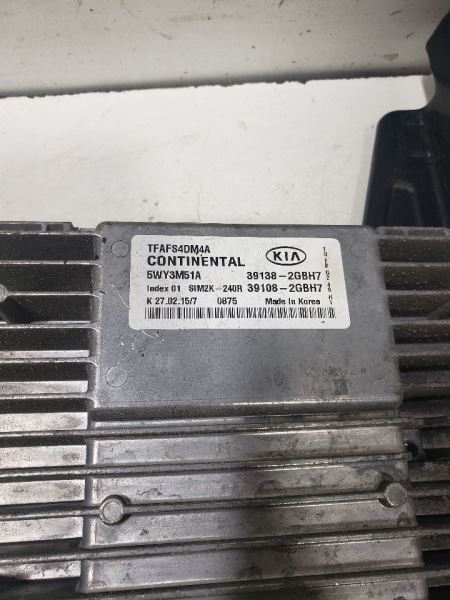 TFAFS4DM4A
CONTINENTAL KIA
5WY3M51A 39138-2GBH7
Index 01 SIM2K-240R 39108-2GBH7
K 27.02.15/7 0875 Made in Korea